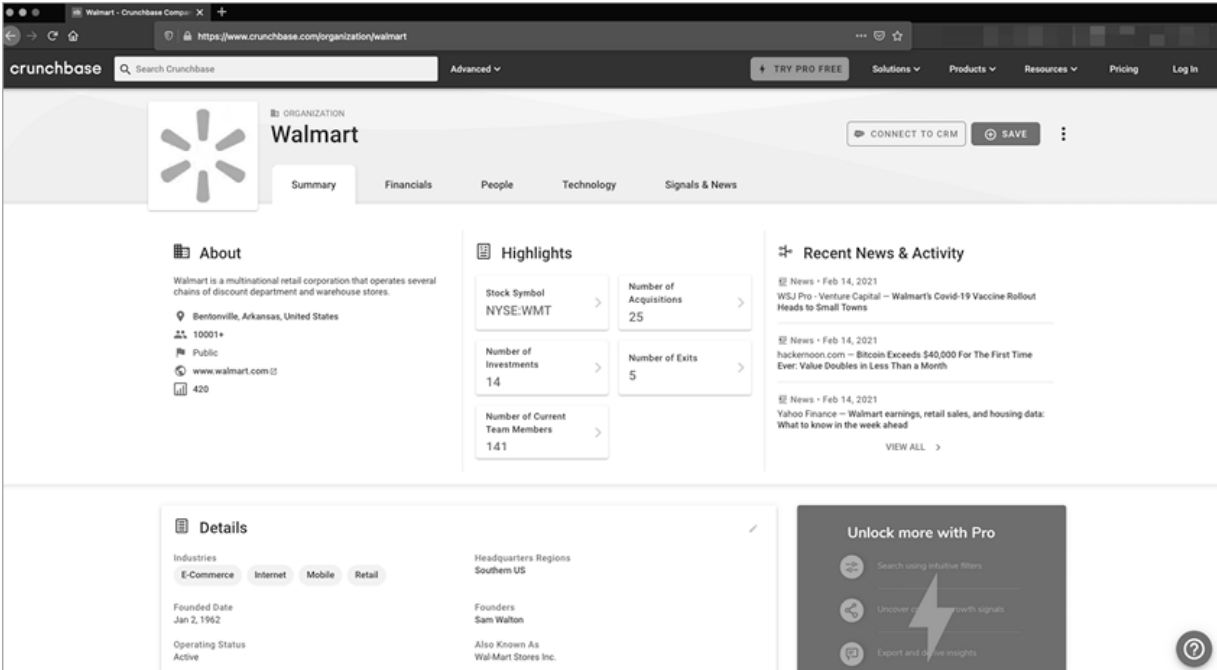 Walmart - Crunchbase Compan X +
https://www.crunchbase.com/organization/walmart
crunchbase Search Crunchbase Advanced TRY PRO FREE Solutions Products Resources Pricing Log In
ORGANIZATION
Walmart
CONNECT TO CRM SAVE
Summary Financials People Technology Signals & News
About
Walmart is a multinational retail corporation that operates several
chains of discount department and warehouse stores.
Bentonville, Arkansas, United States
10001+
Public
www.walmart.com
420
Highlights
Stock Symbol
NYSE:WMT
Number of
Acquisitions
25
Number of
Investments
14
Number of Exits
5
Number of Current
Team Members
141
Recent News & Activity
News • Feb 14, 2021
WSJ Pro - Venture Capital — Walmart's Covid-19 Vaccine Rollout
Heads to Small Towns
News • Feb 14, 2021
hackernoon.com — Bitcoin Exceeds $40,000 For The First Time
Ever: Value Doubles in Less Than a Month
News • Feb 14, 2021
Yahoo Finance — Walmart earnings, retail sales, and housing data:
What to know in the week ahead
VIEW ALL
Details
Industries
E-Commerce Internet Mobile Retail
Headquarters Regions
Southern US
Founded Date
Jan 2, 1962
Founders
Sam Walton
Operating Status
Active
Also Known As
Wal-Mart Stores Inc.
Unlock more with Pro
Search using intuitive filters
Uncover growth signals
Export and insights